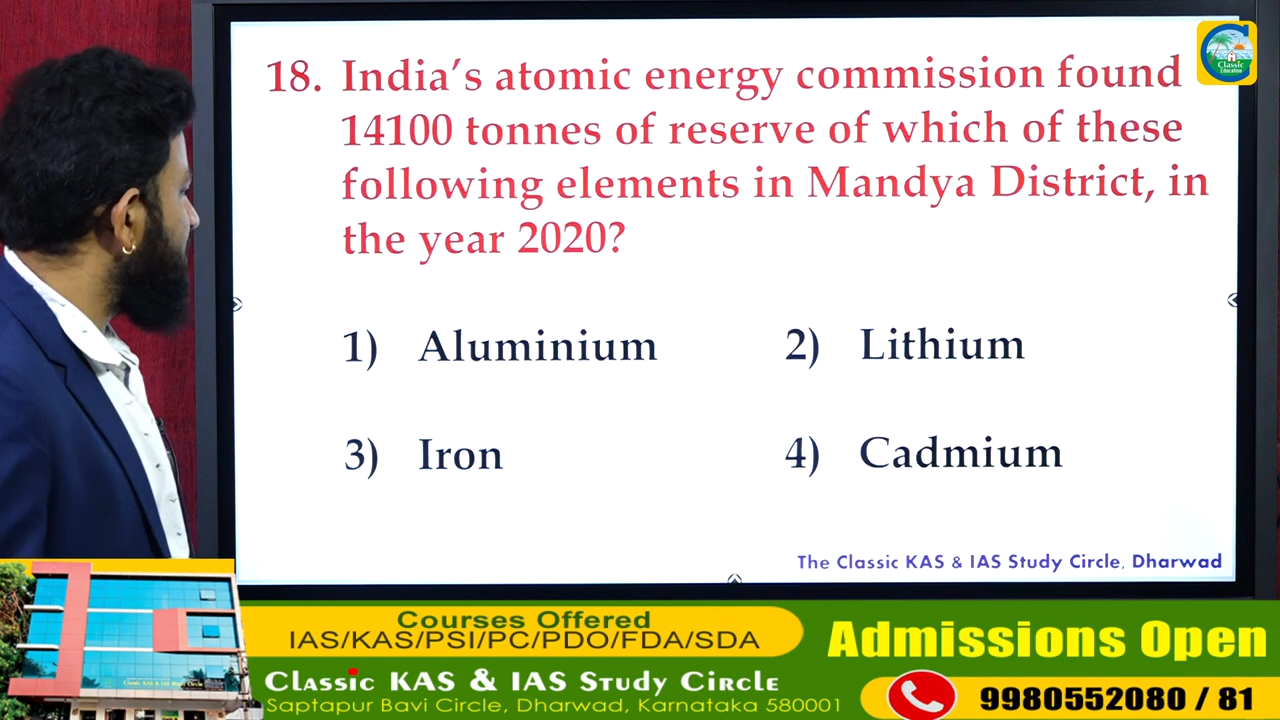 18. India's atomic energy commission found
14100 tonnes of reserve of which of these
following elements in Mandya District, in
the year 2020?
1) Aluminium 2) Lithium
3) Iron 4) Cadmium
The Classic KAS & IAS Study Circle, Dharwad
Classic
Education
Courses Offered
IAS/KAS/PSI/PC/PDO/FDA/SDA
Classic KAS & IAS Study Circle
Saptapur Bavi Circle, Dharwad, Karnataka 580001
Admissions Open
9980552080 / 81